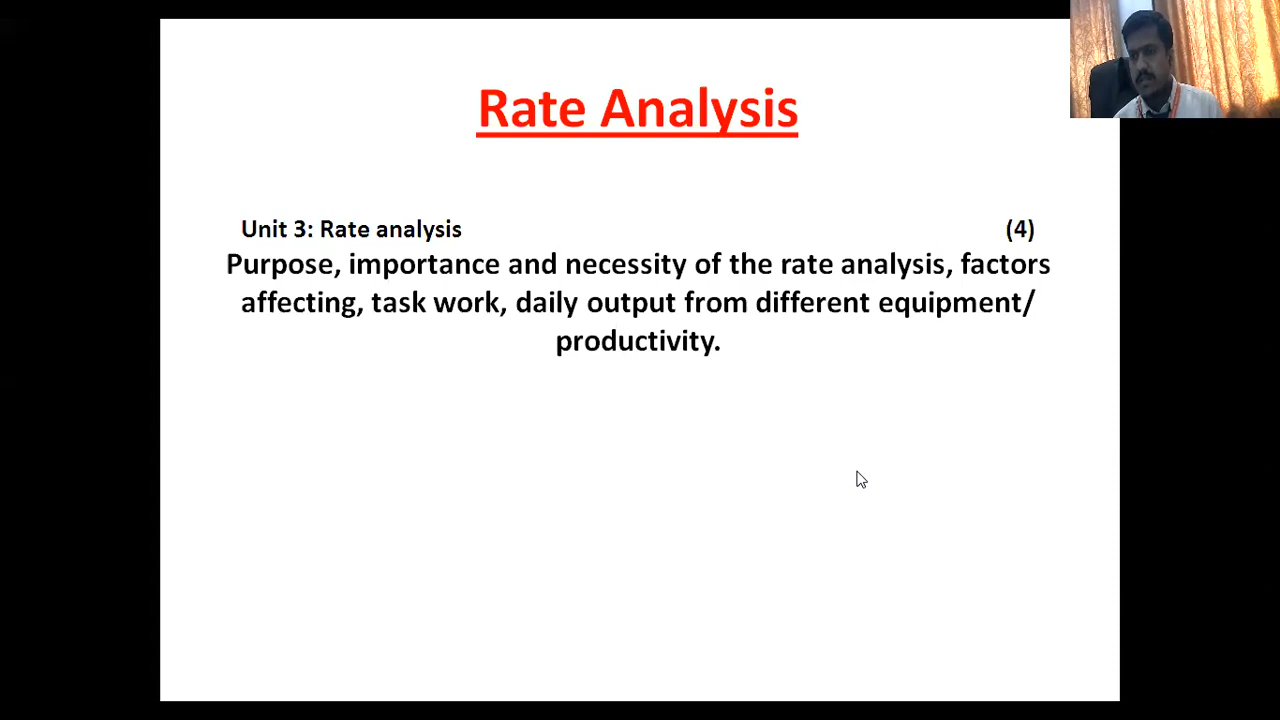 Rate Analysis
Unit 3: Rate analysis (4)
Purpose, importance and necessity of the rate analysis, factors
affecting, task work, daily output from different equipment/
productivity.